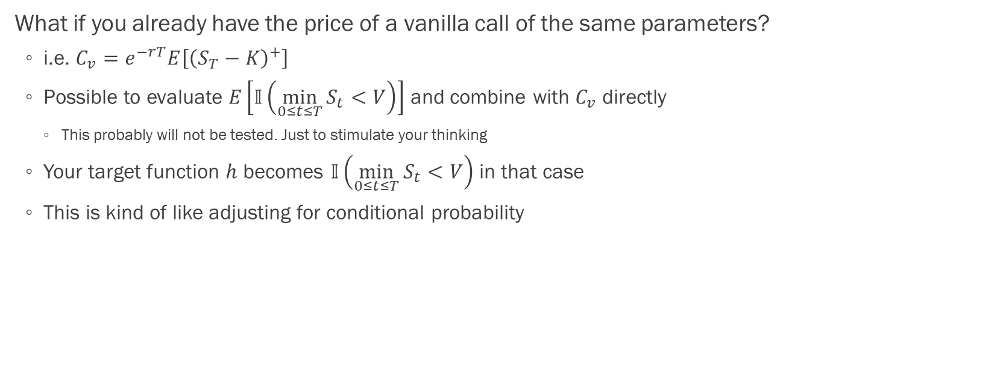 What if you already have the price of a vanilla call of the same parameters?
◦ i.e. $C_v = e^{-rT}E[(S_T - K)^+]$
◦ Possible to evaluate $E\left[\mathbb{I}\left(\min_{0 \le t \le T} S_t < V\right)\right]$ and combine with $C_v$ directly
◦ This probably will not be tested. Just to stimulate your thinking
◦ Your target function $h$ becomes $\mathbb{I}\left(\min_{0 \le t \le T} S_t < V\right)$ in that case
◦ This is kind of like adjusting for conditional probability